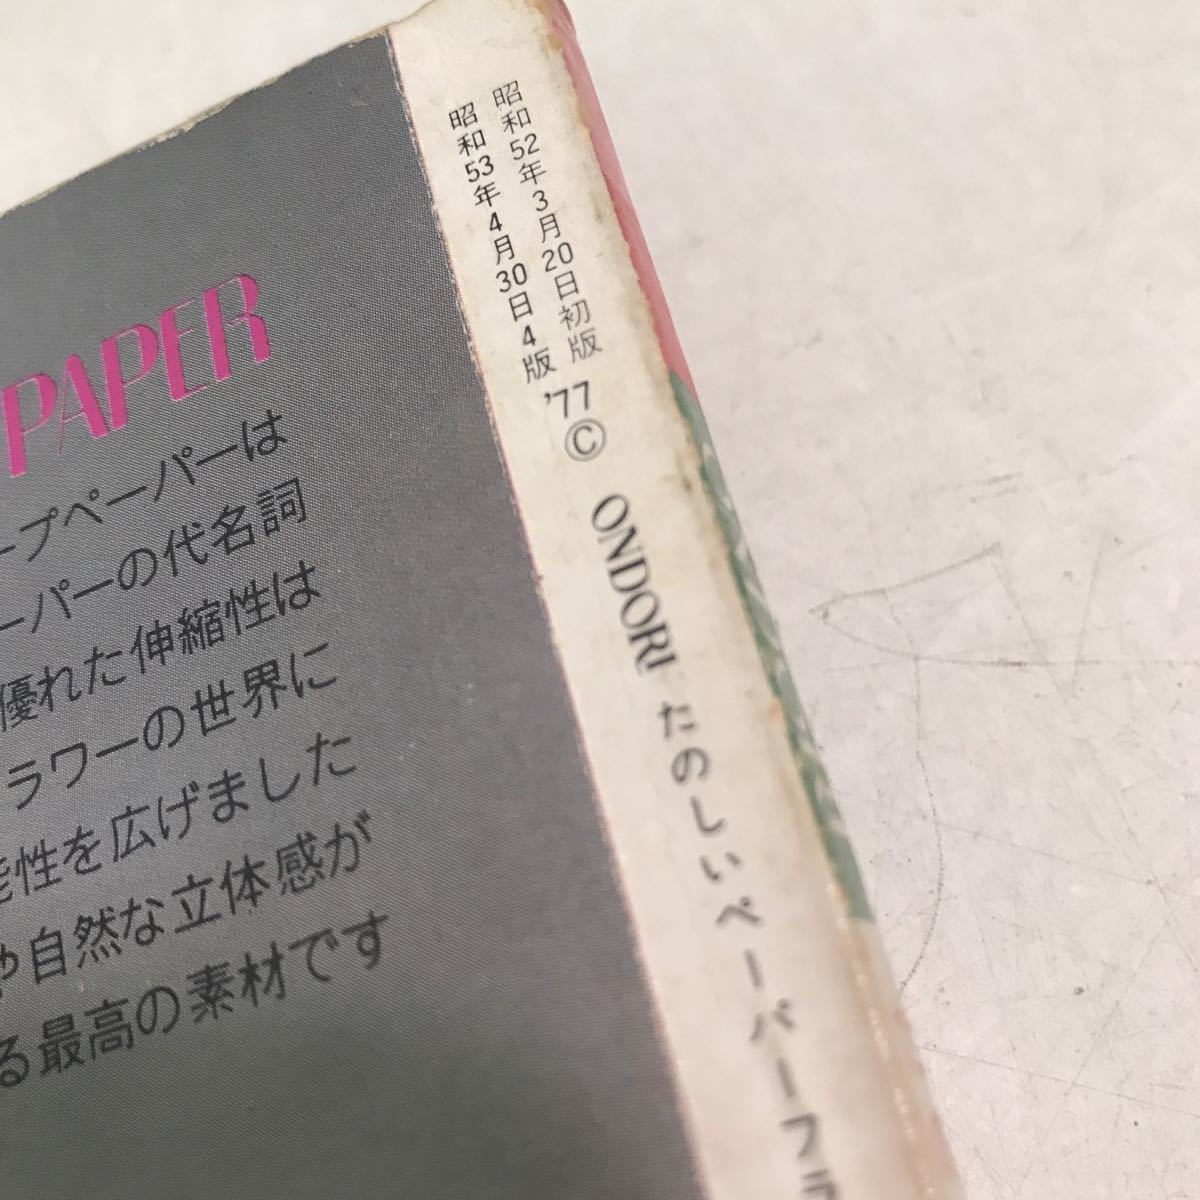 昭和52年3月20日初版
昭和53年4月30日4版
'77© ONDORI たのしいペーパーフラ
PAPER
ープペーパーは
ーパーの代名詞
優れた伸縮性は
ラワーの世界に
能性を広げました
や自然な立体感が
る最高の素材です